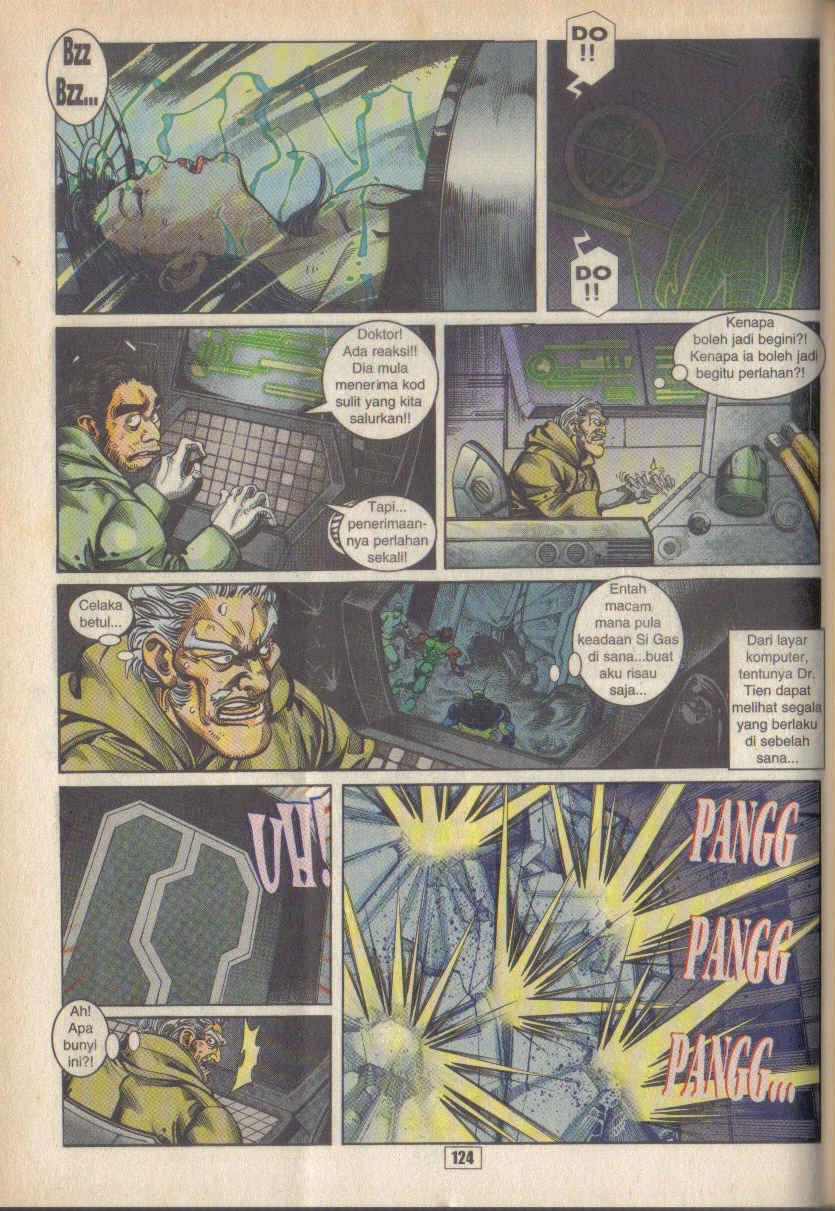 Bzz
Bzz...
DO
!!
DO
!!
Doktor!
Ada reaksi!!
Dia mula
menerima kod
sulit yang kita
salurkan!!
Tapi...
penerimaan-
nya perlahan
sekali!
Kenapa
boleh jadi begini?!
Kenapa ia boleh jadi
begitu perlahan?!
Celaka
betul...
Entah
macam
mana pula
keadaan Si Gas
di sana...buat
aku risau
saja...
Dari layar
komputer,
tentunya Dr.
Tien dapat
melihat segala
yang berlaku
di sebelah
sana...
UH!
Ah!
Apa
bunyi
ini?!
PANGG
PANGG
PANGG...
124